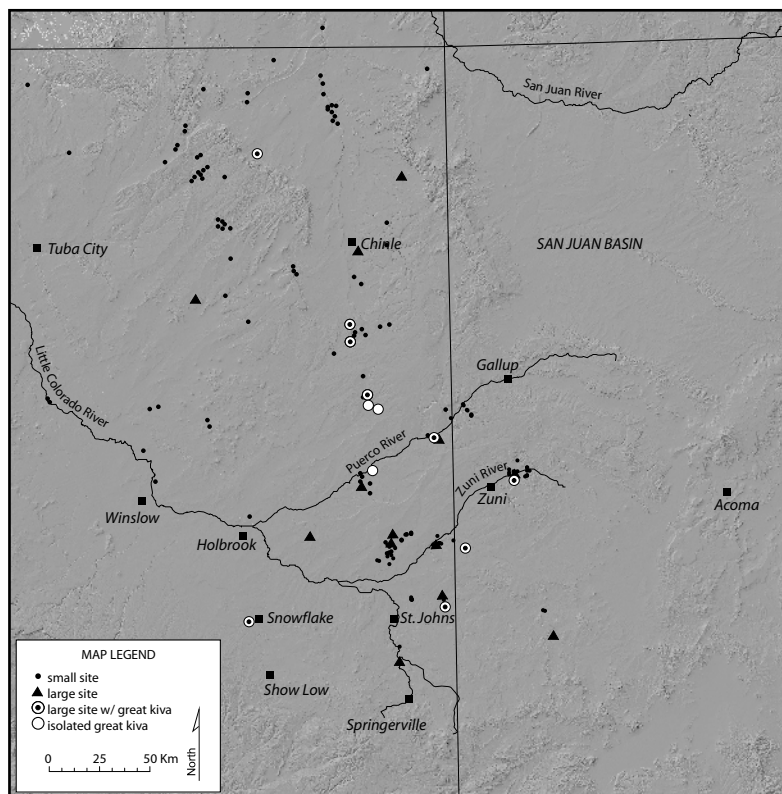 San Juan River
Tuba City
Chinle
SAN JUAN BASIN
Little Colorado River
Gallup
Puerco River
Zuni River
Winslow
Zuni
Acoma
Holbrook
Snowflake
St. Johns
Show Low
Springerville
MAP LEGEND
small site
large site
large site w/ great kiva
isolated great kiva
0 25 50 Km
North